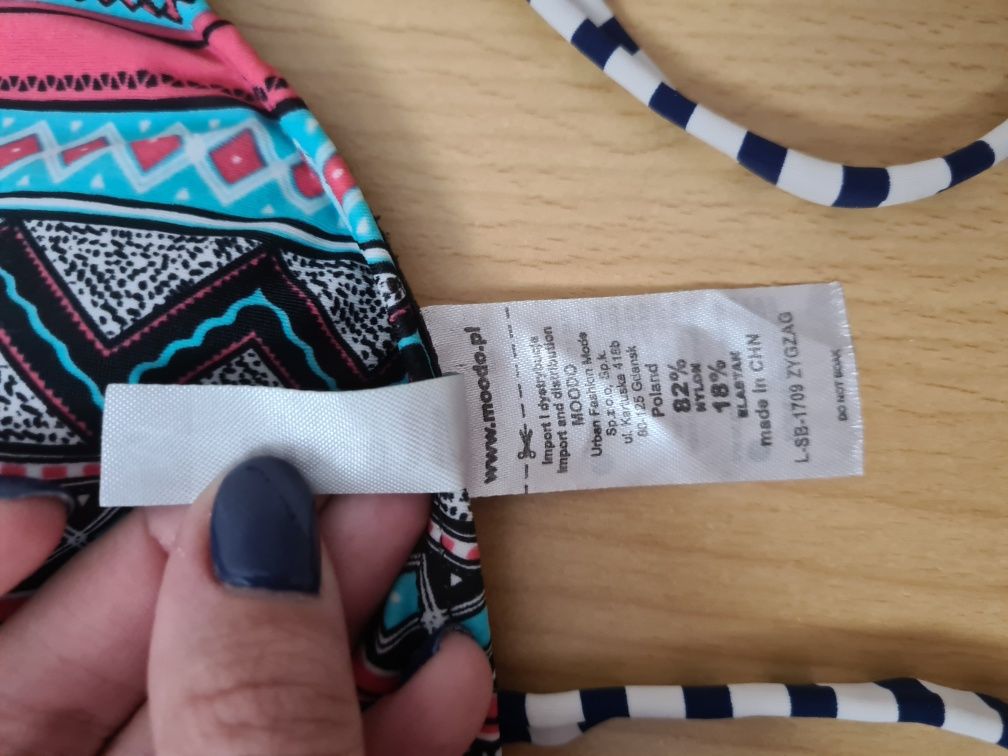 www.moodo.pl
Import i dystrybucja
Import and distribution
MOODO
Urban Fashion Mode
Sp.z o.o. Sp.k
ul. Kartuska 418b
80-125 Gdansk
Poland
82%
NYLON
18%
ELASTAN
made in CHN
L-SB-1709 ZYGZAG
DO NOT SOAK